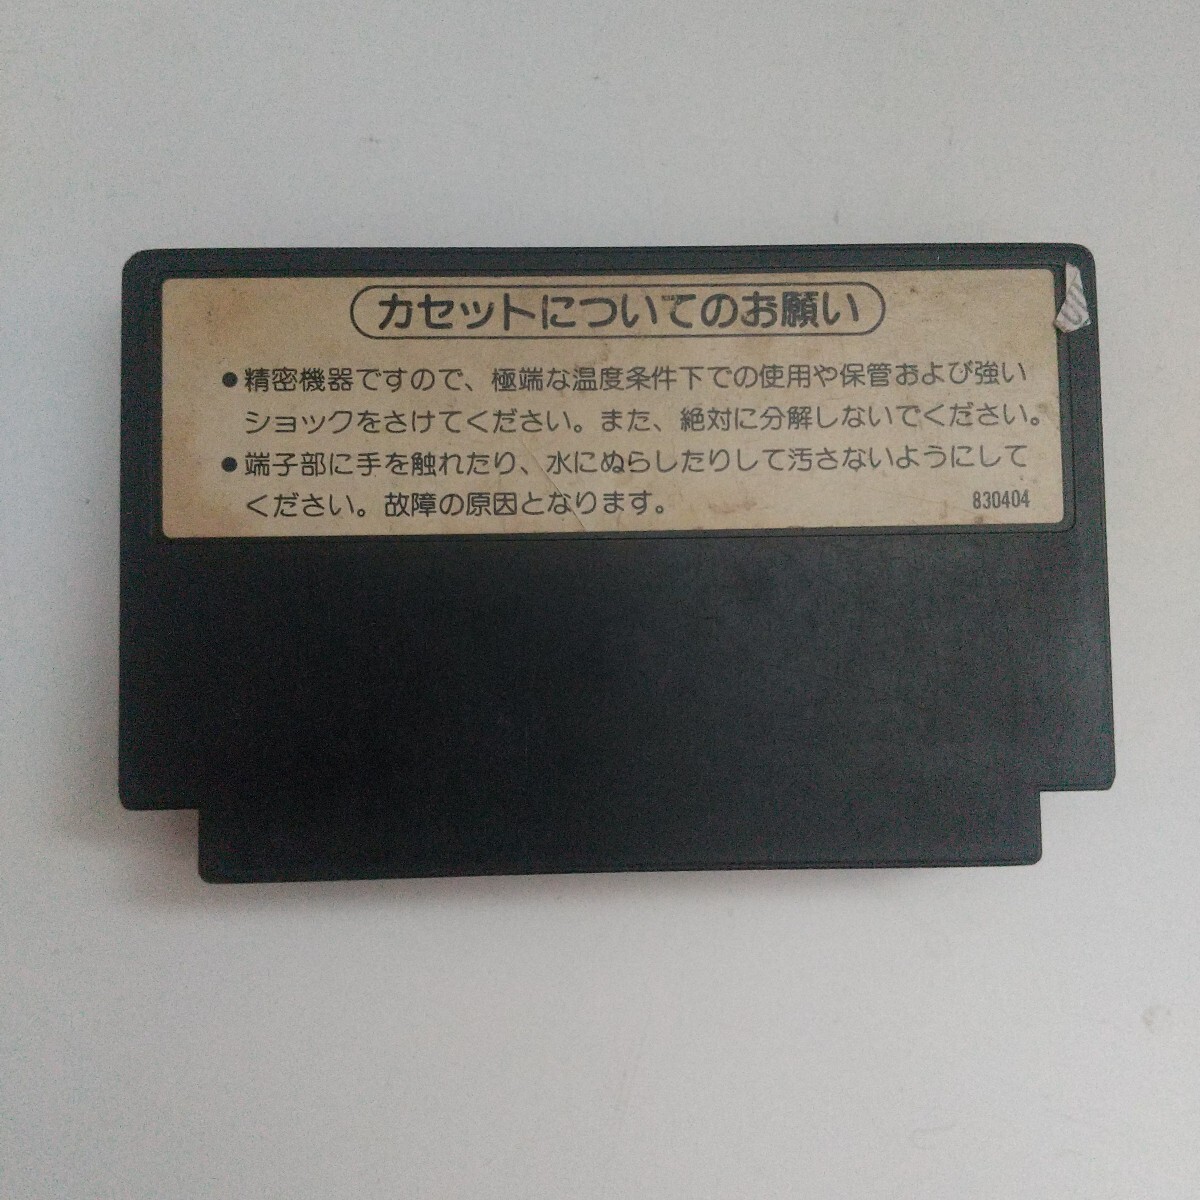 カセットについてのお願い
●精密機器ですので、極端な温度条件下での使用や保管および強い
ショックをさけてください。また、絶対に分解しないでください。
●端子部に手を触れたり、水にぬらしたりして汚さないようにして
ください。故障の原因となります。 830404